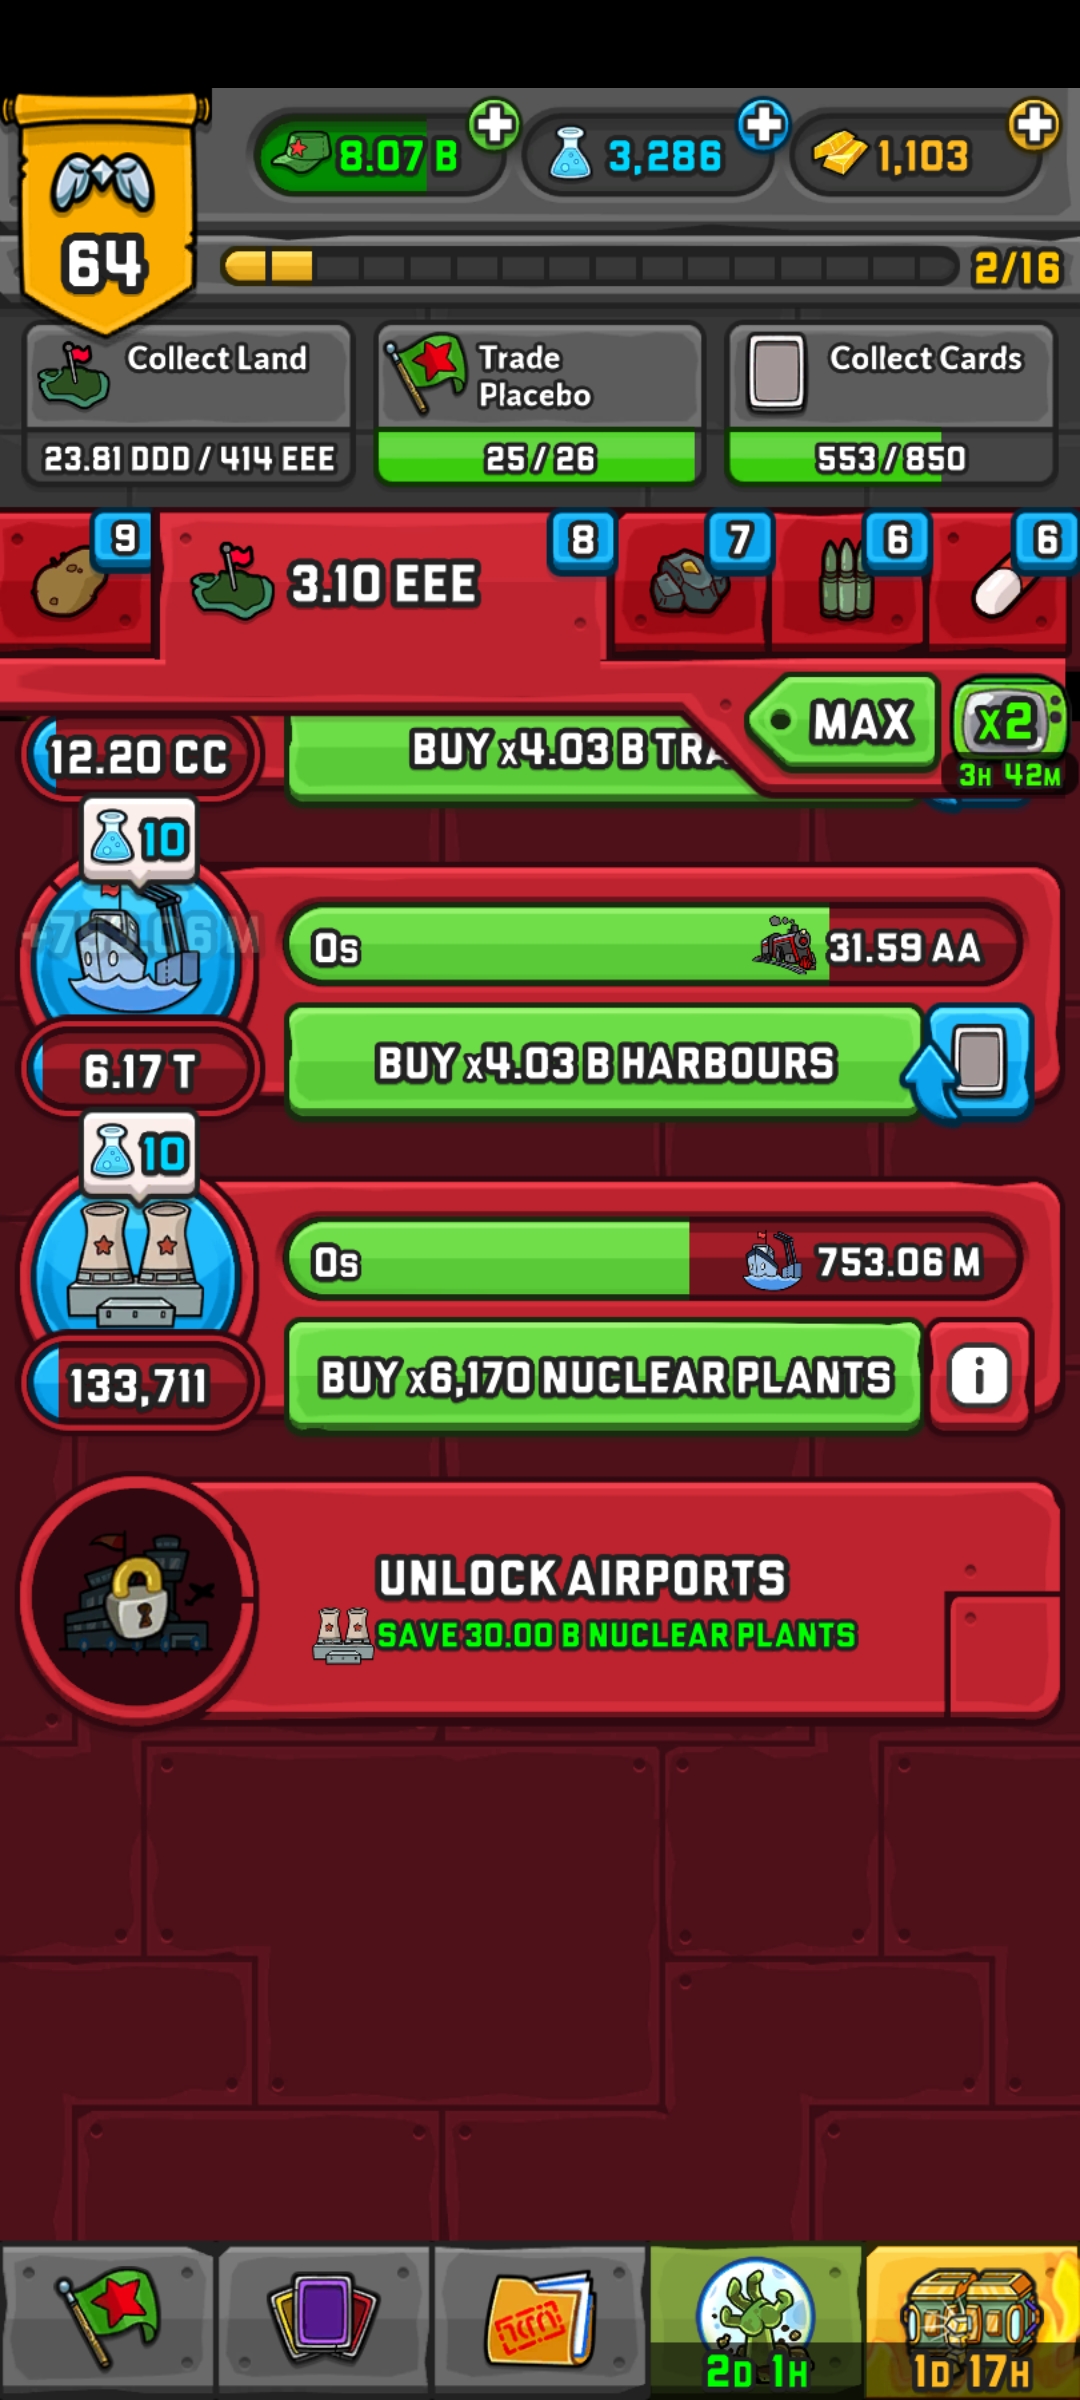 8.07 B
3,286
1,103
64
2/16
Collect Land
23.81 DDD / 414 EEE
Trade
Placebo
25/26
Collect Cards
553/850
9
3.10 EEE
8
7
6
6
MAX
x2
3H 42M
12.20 CC
BUY x4.03 B TRA
10
0s
31.59 AA
6.17 T
BUY x4.03 B HARBOURS
10
0s
753.06 M
133,711
BUY x6,170 NUCLEAR PLANTS
i
UNLOCK AIRPORTS
SAVE 30.00 B NUCLEAR PLANTS
2D 1H
1D 17H